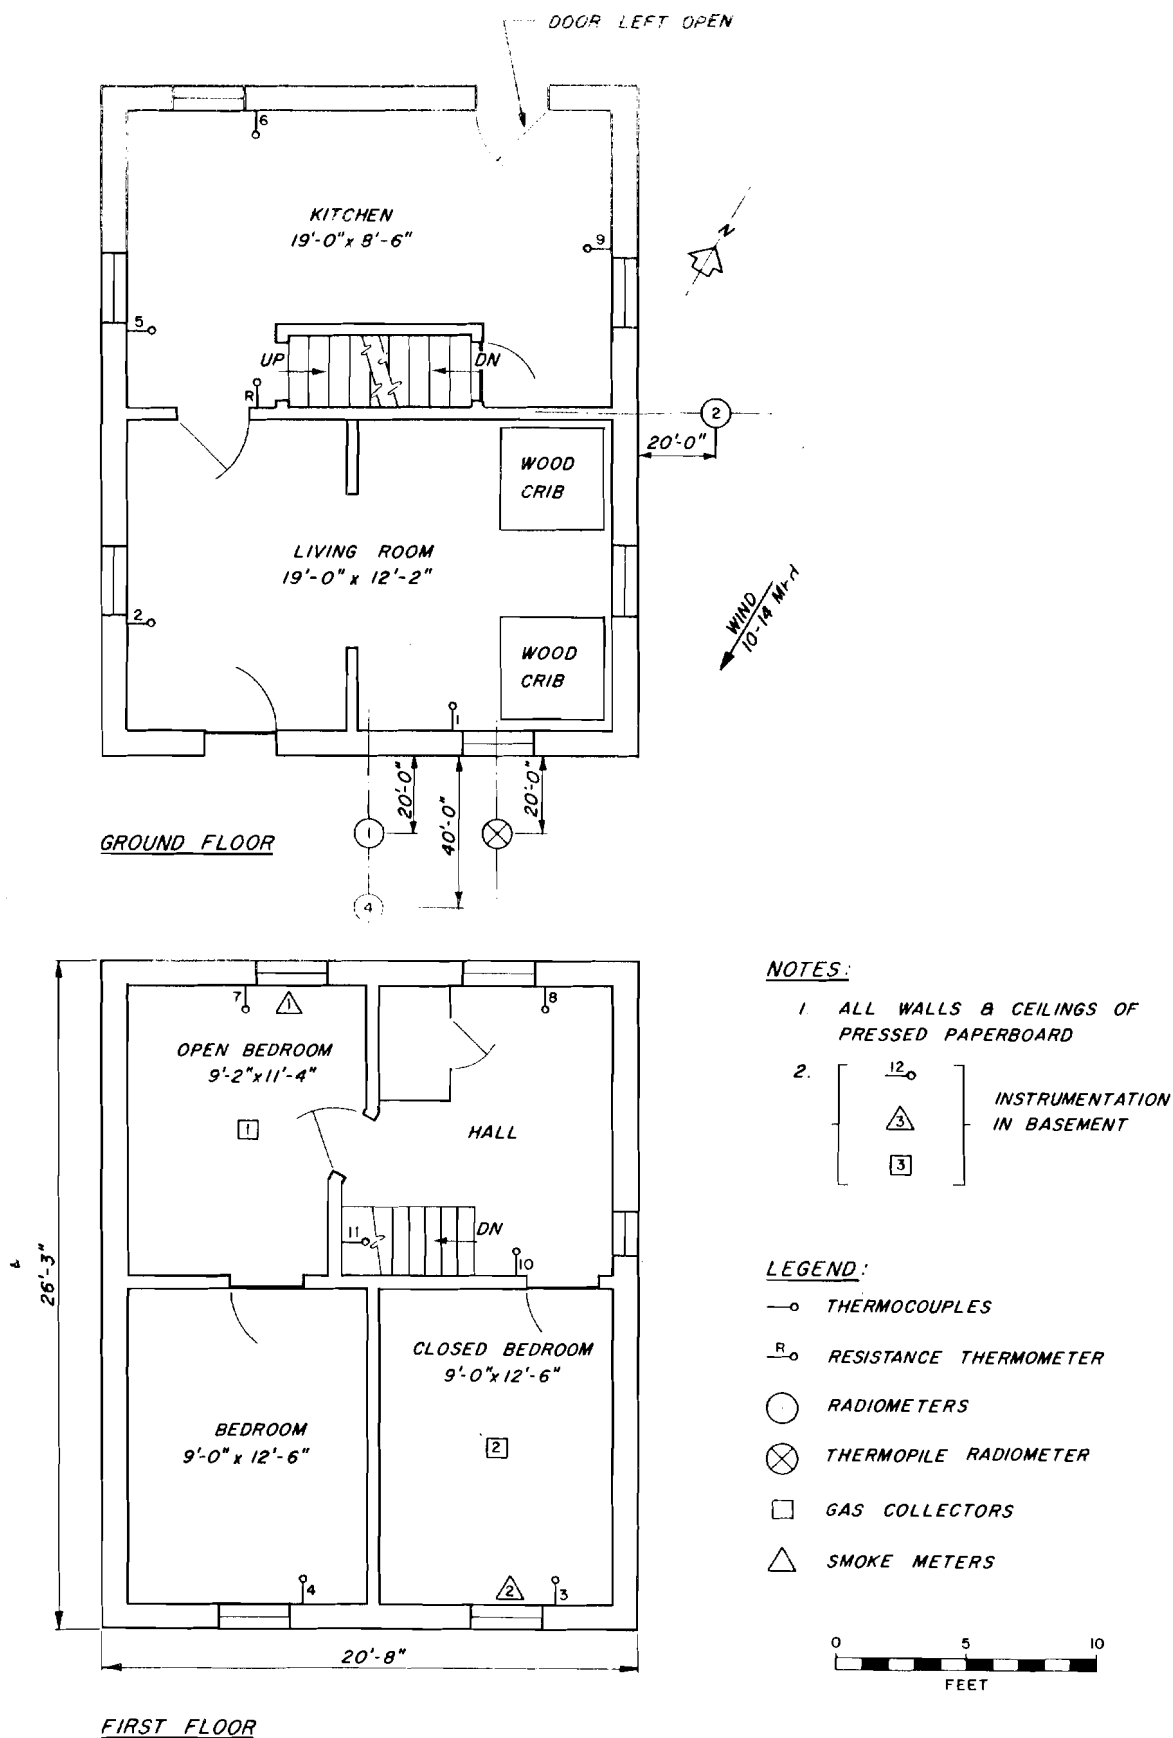 DOOR LEFT OPEN
6
KITCHEN
19'-0" x 8'-6"
9
N
5
UP
DN
R
2
20'-0"
WOOD
CRIB
LIVING ROOM
19'-0" x 12'-2"
2
WIND
10-14 MPH
WOOD
CRIB
1
20'-0"
40'-0"
20'-0"
1
4
GROUND FLOOR
7
1
8
OPEN BEDROOM
9'-2" x 11'-4"
1
HALL
11
DN
10
26'-3"
CLOSED BEDROOM
9'-0" x 12'-6"
BEDROOM
9'-0" x 12'-6"
2
4
2
3
20'-8"
FIRST FLOOR
NOTES:
1. ALL WALLS & CEILINGS OF
PRESSED PAPERBOARD
2.
12
3
3
INSTRUMENTATION
IN BASEMENT
LEGEND:
THERMOCOUPLES
R RESISTANCE THERMOMETER
RADIOMETERS
THERMOPILE RADIOMETER
GAS COLLECTORS
SMOKE METERS
0 5 10
FEET